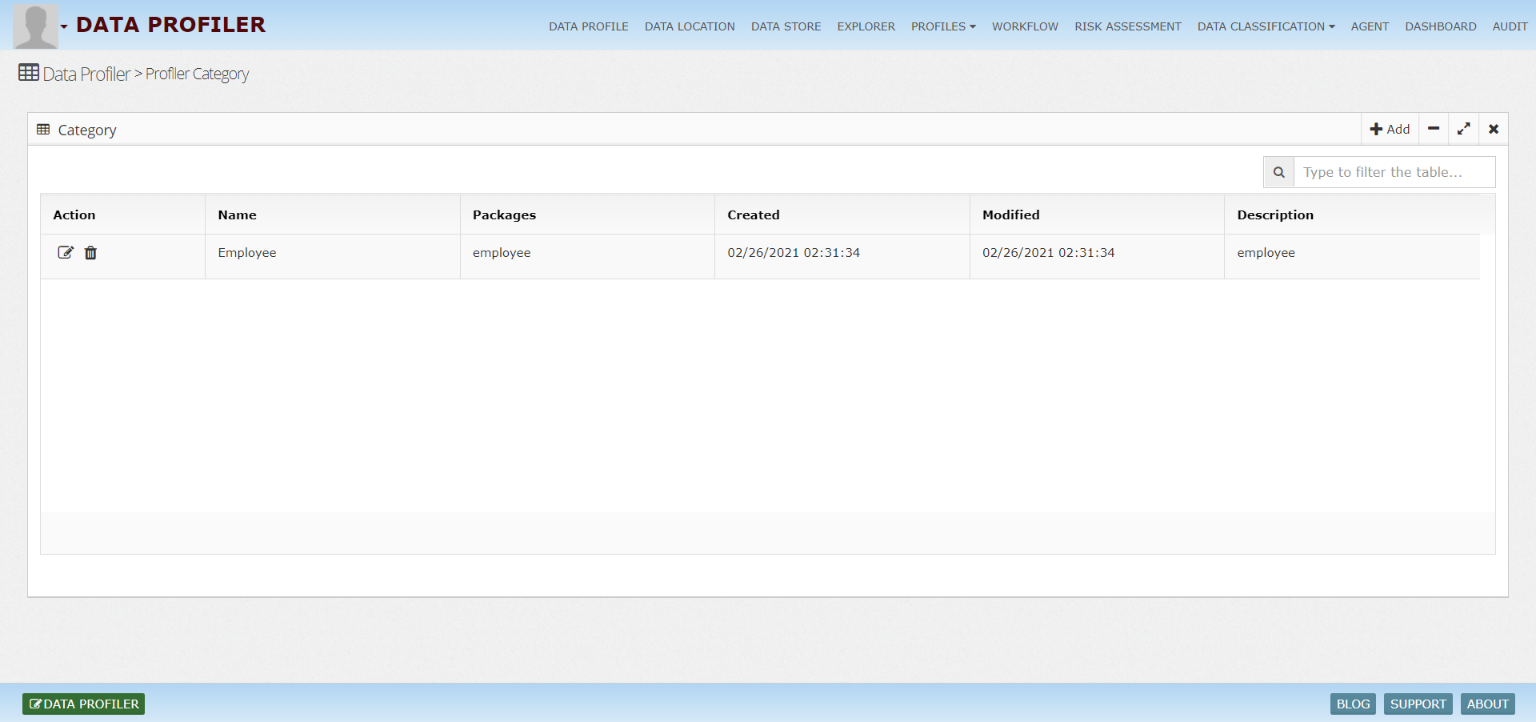 DATA PROFILER DATA PROFILE DATA LOCATION DATA STORE EXPLORER PROFILES WORKFLOW RISK ASSESSMENT DATA CLASSIFICATION AGENT DASHBOARD AUDIT
Data Profiler > Profiler Category
Category Add
Type to filter the table...
Action Name Packages Created Modified Description
Employee employee 02/26/2021 02:31:34 02/26/2021 02:31:34 employee
DATA PROFILER BLOG SUPPORT ABOUT